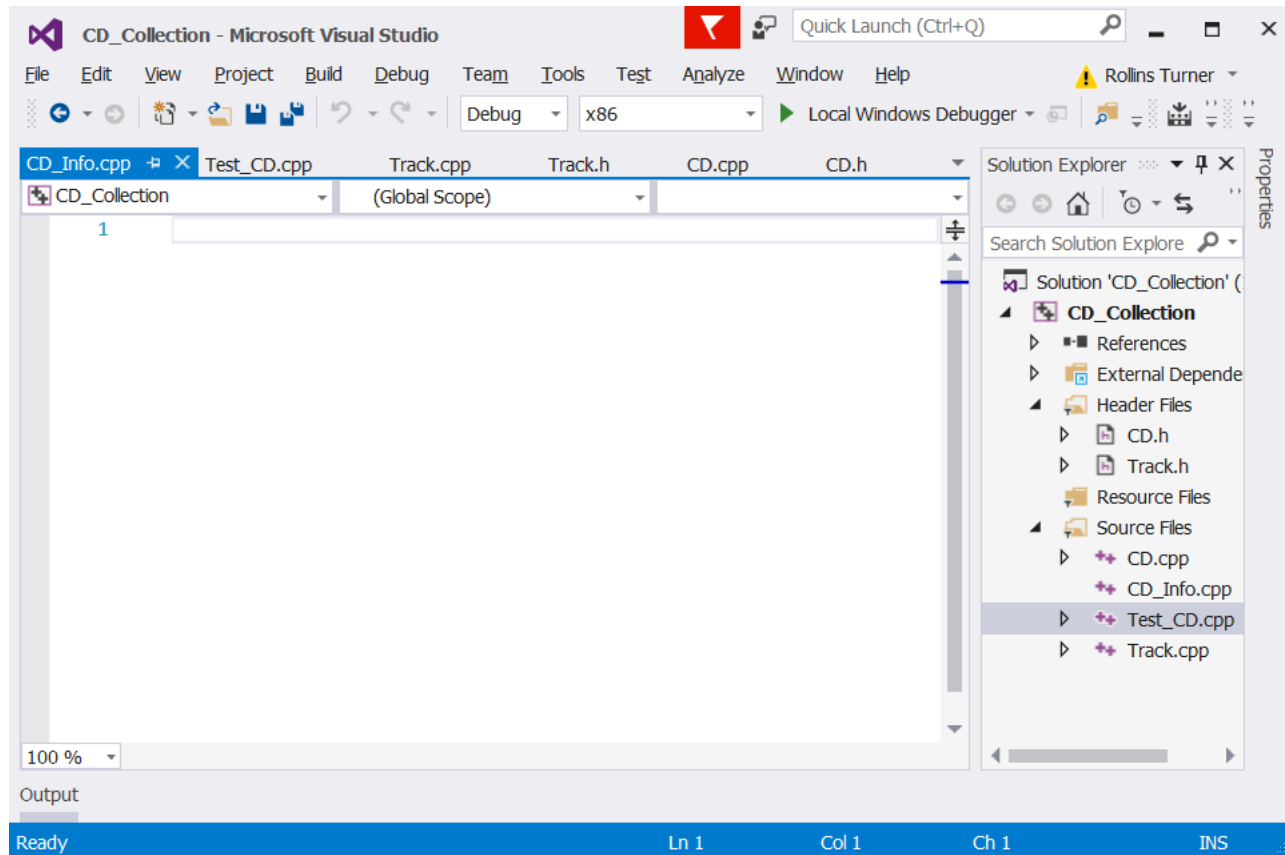 CD_Collection - Microsoft Visual Studio
Quick Launch (Ctrl+Q)
File Edit View Project Build Debug Team Tools Test Analyze Window Help Rollins Turner
Debug x86 Local Windows Debugger
CD_Info.cpp Test_CD.cpp Track.cpp Track.h CD.cpp CD.h
CD_Collection (Global Scope)
1
100 %
Output
Solution Explorer
Search Solution Explore
Solution 'CD_Collection' (
CD_Collection
References
External Depende
Header Files
CD.h
Track.h
Resource Files
Source Files
CD.cpp
CD_Info.cpp
Test_CD.cpp
Track.cpp
Properties
Ready Ln 1 Col 1 Ch 1 INS